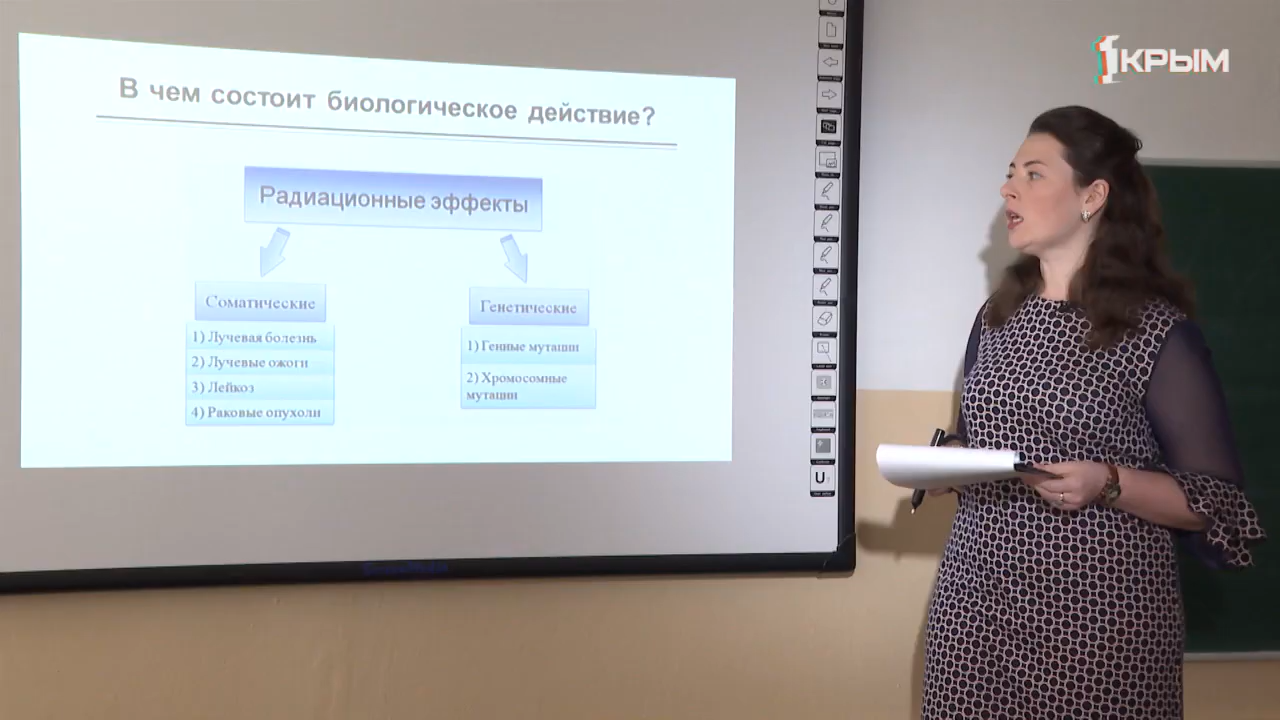 В чем состоит биологическое действие?
Радиационные эффекты
Соматические
1) Лучевая болезнь
2) Лучевые ожоги
3) Лейкоз
4) Раковые опухоли
Генетические
1) Генные мутации
2) Хромосомные
мутации
1КРЫМ
U